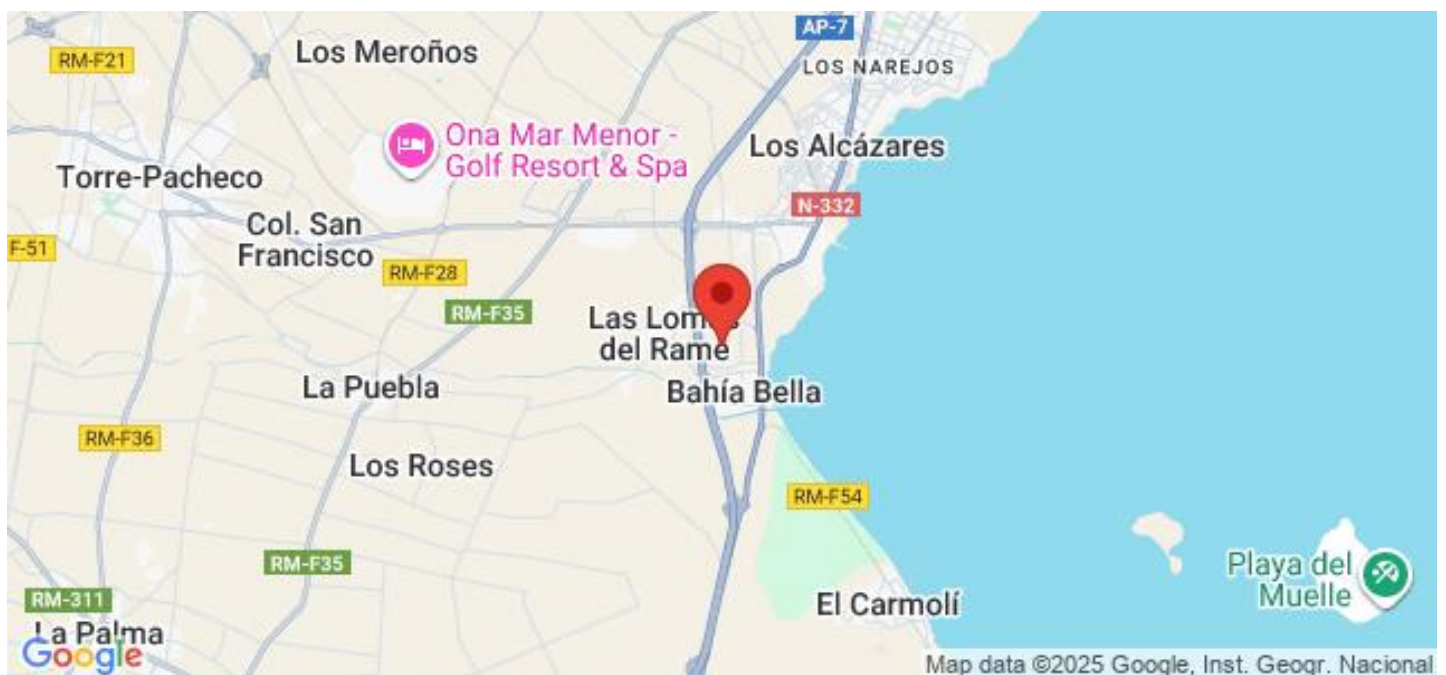 AP-7
RM-F21
Los Meroños
LOS NAREJOS
Ona Mar Menor -
Golf Resort & Spa
Los Alcázares
Torre-Pacheco
N-332
Col. San
Francisco
F-51
RM-F28
RM-F35
Las Lomas
del Rame
La Puebla
Bahía Bella
RM-F36
Los Roses
RM-F54
RM-F35
Playa del
Muelle
RM-311
El Carmolí
La Palma
Google
Map data ©2025 Google, Inst. Geogr. Nacional